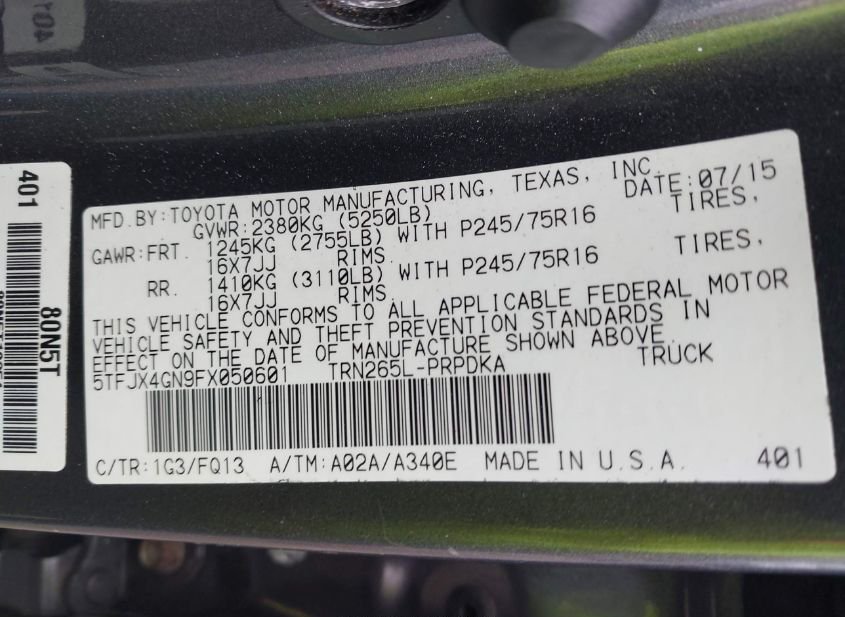 401
80N5T
MFD.BY:TOYOTA MOTOR MANUFACTURING, TEXAS, INC.
DATE:07/15
GVWR:2380KG (5250LB)
GAWR:FRT. 1245KG (2755LB) WITH P245/75R16 TIRES,
16X7JJ RIMS
RR. 1410KG (3110LB) WITH P245/75R16 TIRES,
16X7JJ RIMS
THIS VEHICLE CONFORMS TO ALL APPLICABLE FEDERAL MOTOR
VEHICLE SAFETY AND THEFT PREVENTION STANDARDS IN
EFFECT ON THE DATE OF MANUFACTURE SHOWN ABOVE.
5TFJX4GN9FX050601 TRN265L-PRPDKA TRUCK
C/TR:1G3/FQ13 A/TM:A02A/A340E MADE IN U.S.A. 401